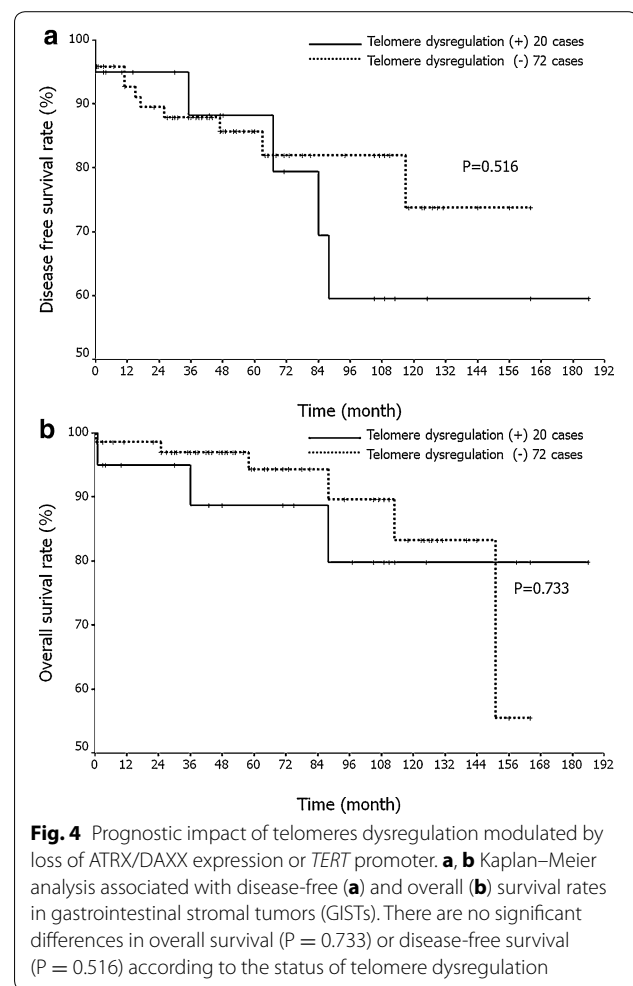 a
100
90
80
70
60
50
Disease free survival rate (%)
Telomere dysregulation (+) 20 cases
Telomere dysregulation (-) 72 cases
P=0.516
0 12 24 36 48 60 72 84 96 108 120 132 144 156 168 180 192
Time (month)
b
100
90
80
70
60
50
Overall surival rate (%)
Telomere dysregulation (+) 20 cases
Telomere dysregulation (-) 72 cases
P=0.733
0 12 24 36 48 60 72 84 96 108 120 132 144 156 168 180 192
Time (month)
Fig. 4 Prognostic impact of telomeres dysregulation modulated by
loss of ATRX/DAXX expression or TERT promoter. a, b Kaplan–Meier
analysis associated with disease-free (a) and overall (b) survival rates
in gastrointestinal stromal tumors (GISTs). There are no significant
differences in overall survival (P = 0.733) or disease-free survival
(P = 0.516) according to the status of telomere dysregulation